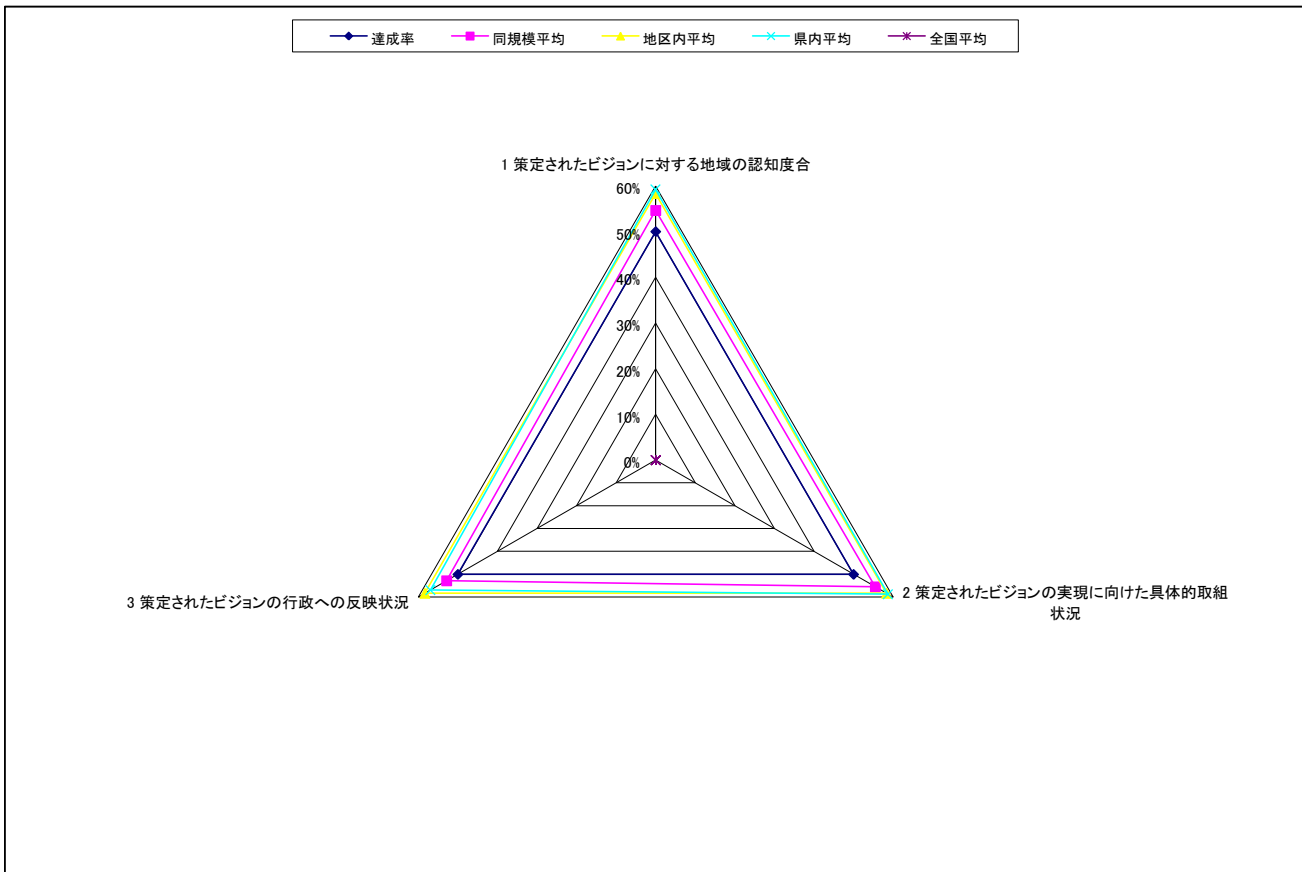 達成率 同規模平均 地区内平均 県内平均 全国平均
1 策定されたビジョンに対する地域の認知度合
60%
50%
40%
30%
20%
10%
0%
3 策定されたビジョンの行政への反映状況
2 策定されたビジョンの実現に向けた具体的取組
状況